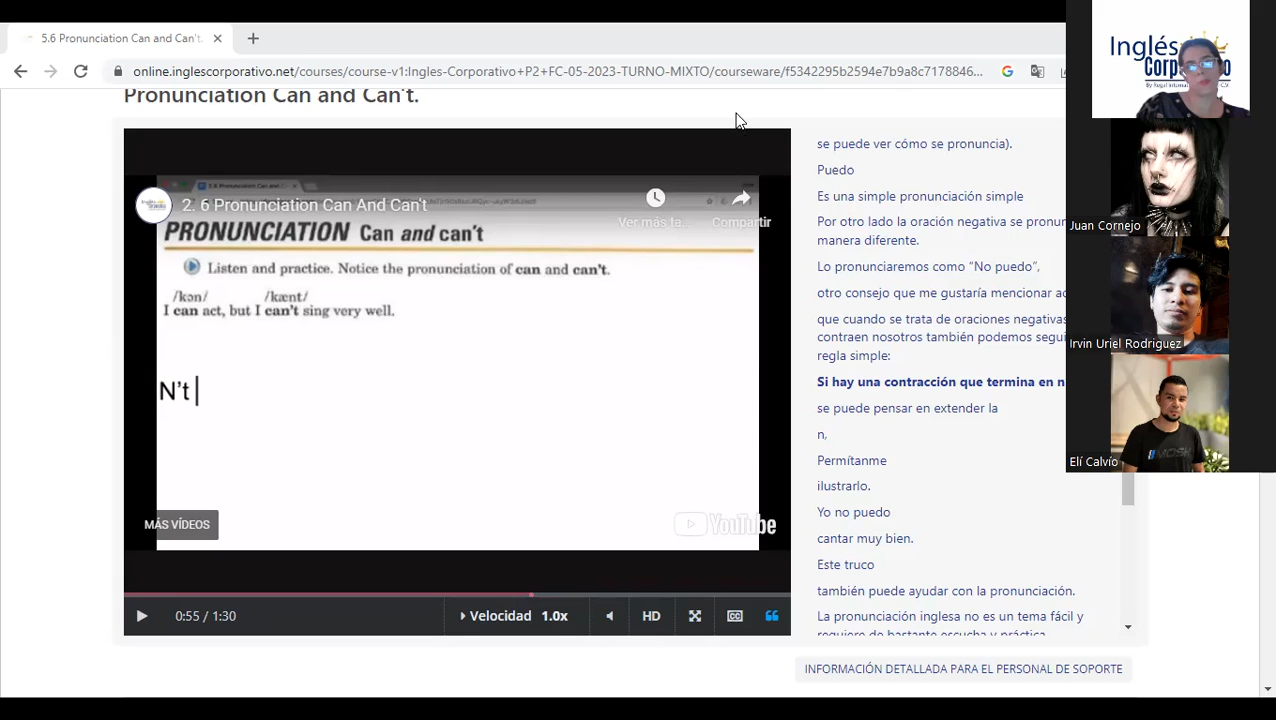 5.6 Pronunciation Can and Can't.
online.inglescorporativo.net/courses/course-v1:Ingles-Corporativo+P2+FC-05-2023-TURNO-MIXTO/courseware/f5342295b2594e7b9a8c7178846...
Pronunciation Can and Can't.
2. 6 Pronunciation Can And Can't
Ver más ta...
Compartir
PRONUNCIATION Can and can't
Listen and practice. Notice the pronunciation of can and can't.
/kən/ /kænt/
I can act, but I can't sing very well.
N't
MÁS VÍDEOS
YouTube
0:55 / 1:30
Velocidad 1.0x
HD
se puede ver cómo se pronuncia).
Puedo
Es una simple pronunciación simple
Por otro lado la oración negativa se pronun
manera diferente.
Lo pronunciaremos como “No puedo”,
otro consejo que me gustaría mencionar ac
que cuando se trata de oraciones negativas
contraen nosotros también podemos segui
regla simple:
Si hay una contracción que termina en n
se puede pensar en extender la
n,
Permítanme
ilustrarlo.
Yo no puedo
cantar muy bien.
Este truco
también puede ayudar con la pronunciación.
La pronunciación inglesa no es un tema fácil y
requiere de bastante escucha y práctica
INFORMACIÓN DETALLADA PARA EL PERSONAL DE SOPORTE
Inglés
Corporativo
Juan Cornejo
Irvin Uriel Rodriguez
Elí Calvío